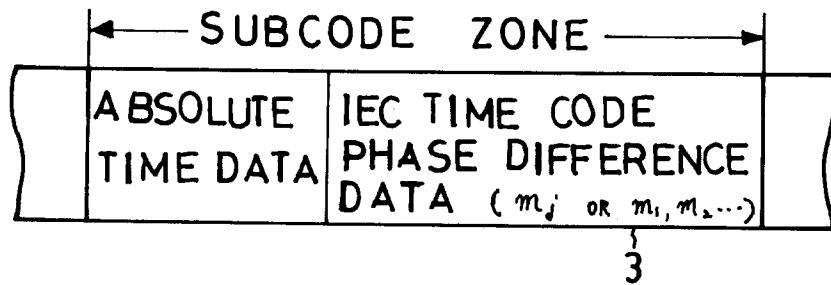 SUBCODE ZONE
ABSOLUTE
TIME DATA
IEC TIME CODE
PHASE DIFFERENCE
DATA (mj OR m1, m2...)
3